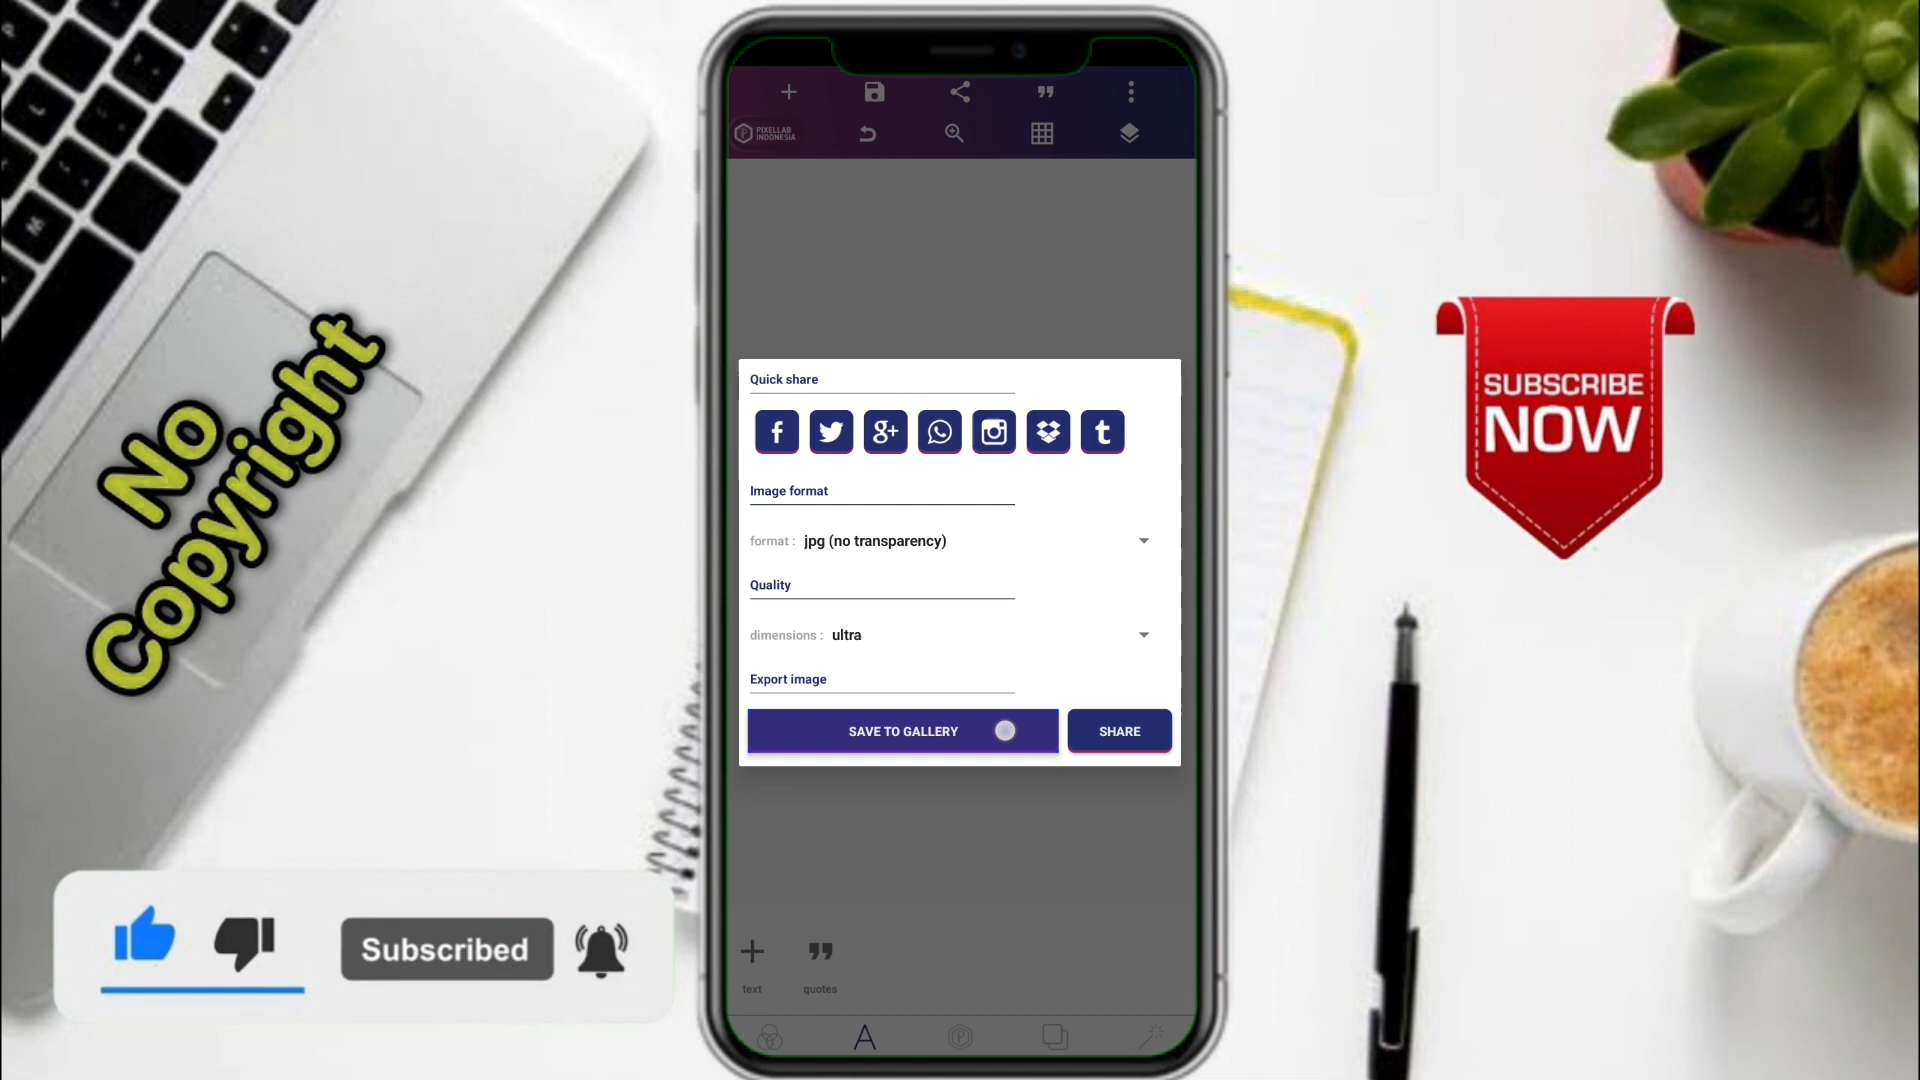 PIXELLAB
INDONESIA
Quick share
f
g+
t
Image format
format : jpg (no transparency)
Quality
dimensions : ultra
Export image
SAVE TO GALLERY
SHARE
text
quotes
No
Copyright
SUBSCRIBE
NOW
Subscribed